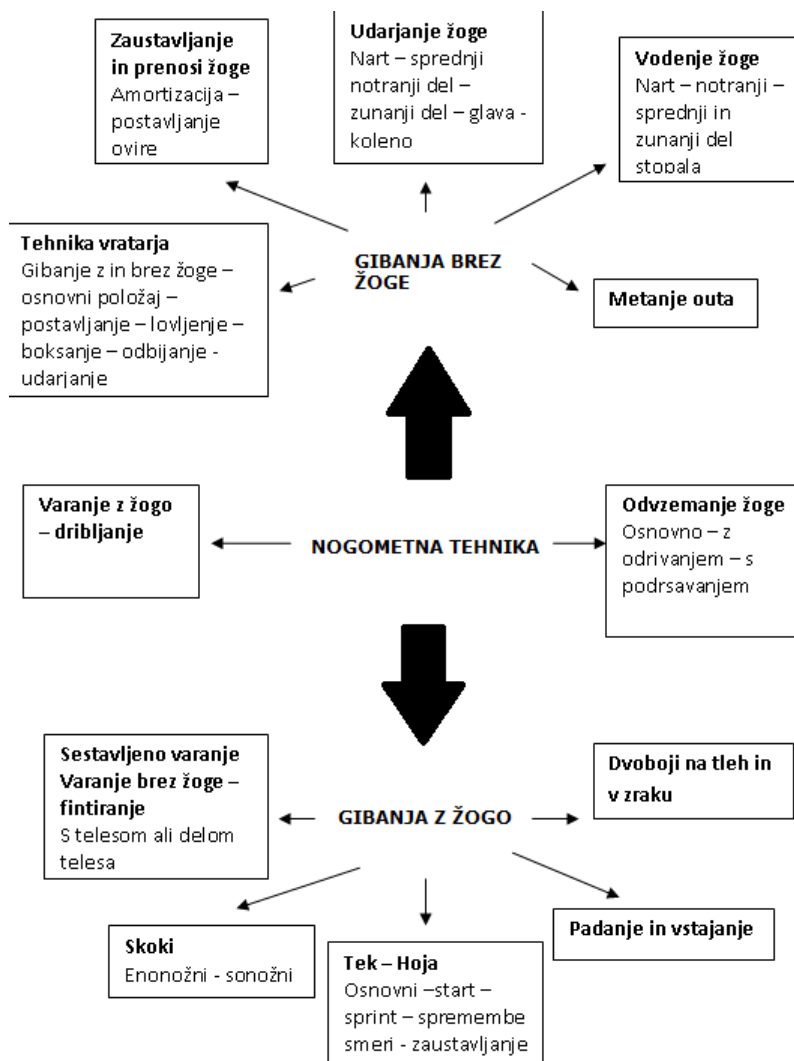 Zaustavljanje
in prenosi žoge
Amortizacija –
postavljanje
ovire
Udarjanje žoge
Nart – sprednji
notranji del –
zunanji del – glava -
koleno
Vodenje žoge
Nart – notranji –
sprednji in
zunanji del
stopala
Tehnika vratarja
Gibanje z in brez žoge –
osnovni položaj –
postavljanje – lovljenje –
boksanje – odbijanje -
udarjanje
GIBANJA BREZ
ŽOGE
Metanje outa
Varanje z žogo
– dribljanje
NOGOMETNA TEHNIKA
Odvzemanje žoge
Osnovno – z
odrivanjem – s
podrsavanjem
Sestavljeno varanje
Varanje brez žoge –
fintiranje
S telesom ali delom
telesa
GIBANJA Z ŽOGO
Dvoboji na tleh in
v zraku
Skoki
Enonožni - sonožni
Tek – Hoja
Osnovni –start –
sprint – spremembe
smeri - zaustavljanje
Padanje in vstajanje